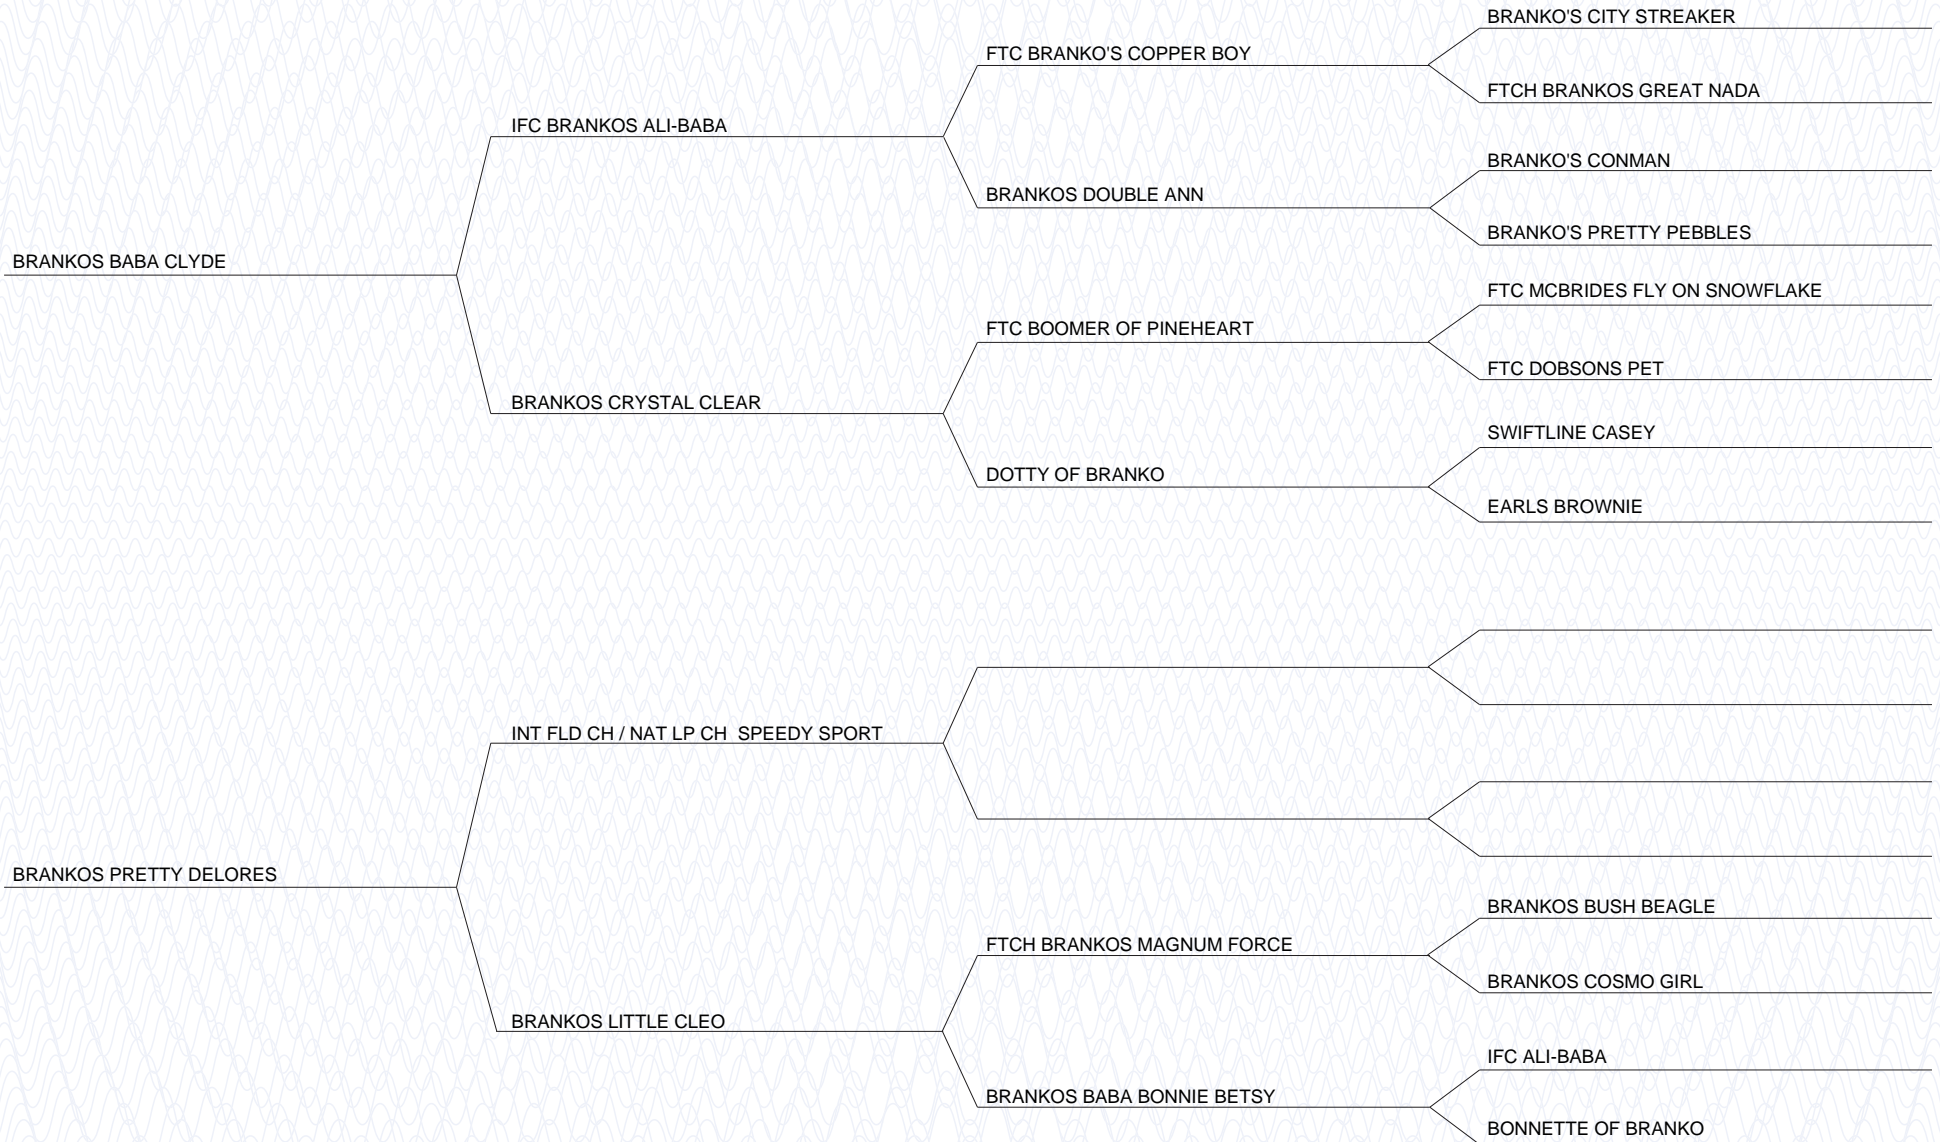 BRANKO'S CITY STREAKER
FTC BRANKO'S COPPER BOY
FTCH BRANKOS GREAT NADA
IFC BRANKOS ALI-BABA
BRANKO'S CONMAN
BRANKOS DOUBLE ANN
BRANKO'S PRETTY PEBBLES
BRANKOS BABA CLYDE
FTC MCBRIDES FLY ON SNOWFLAKE
FTC BOOMER OF PINEHEART
FTC DOBSONS PET
BRANKOS CRYSTAL CLEAR
SWIFTLINE CASEY
DOTTY OF BRANKO
EARLS BROWNIE
INT FLD CH / NAT LP CH  SPEEDY SPORT
BRANKOS PRETTY DELORES
BRANKOS BUSH BEAGLE
FTCH BRANKOS MAGNUM FORCE
BRANKOS COSMO GIRL
BRANKOS LITTLE CLEO
IFC ALI-BABA
BRANKOS BABA BONNIE BETSY
BONNETTE OF BRANKO